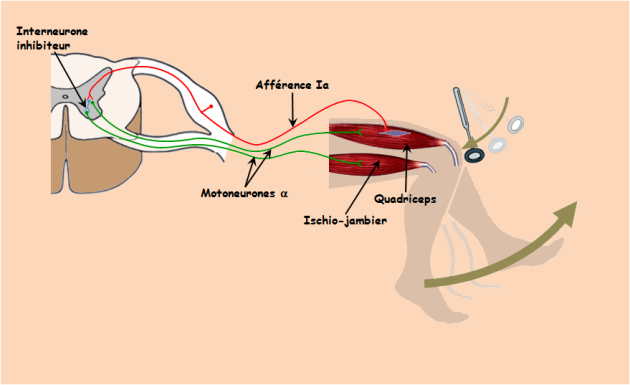 Interneurone
inhibiteur
Afférence Ia
Motoneurones α
Quadriceps
Ischio-jambier